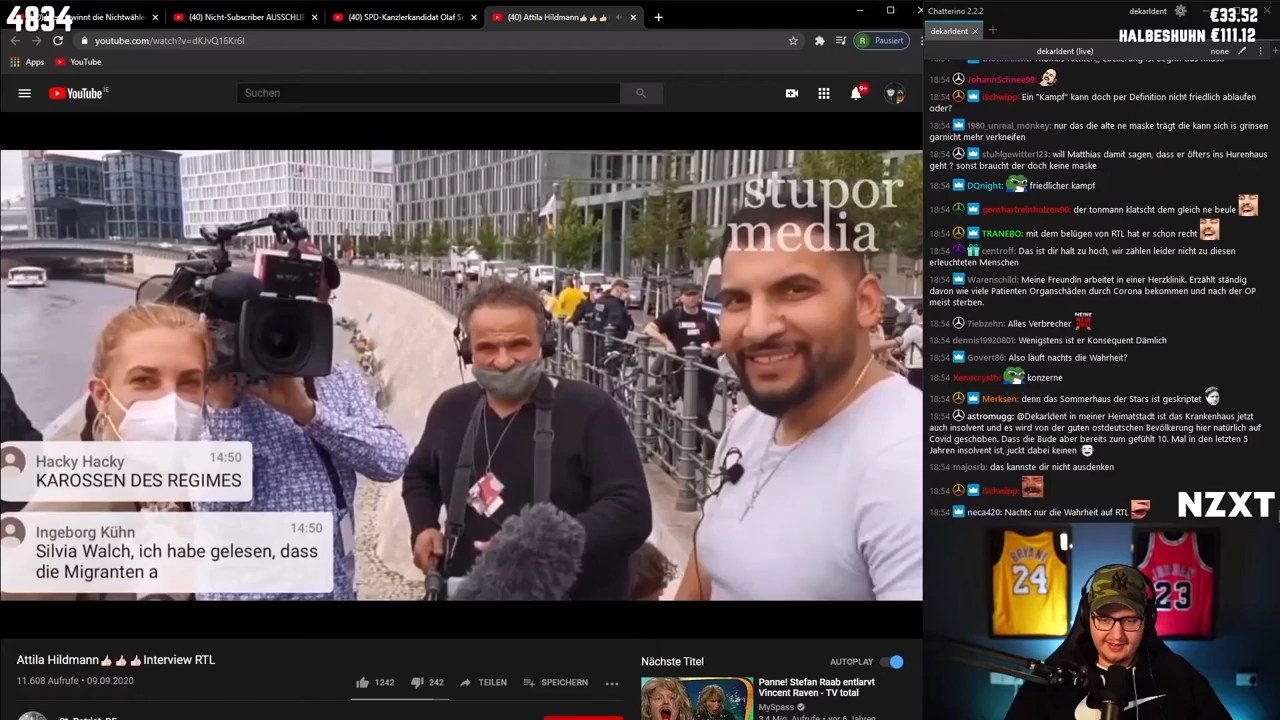 4834
(40) Nicht-Subscriber AUSSCHLIE
(40) SPD-Kanzlerkandidat Olaf S
(40) Attila Hildmann👍🏻👍🏻👍🏻
youtube.com/watch?v=dKJvQ16Kr6I
R Pausiert
Apps YouTube
YouTube IE
Suchen
9+
stupor
media
Hacky Hacky 14:50
KAROSSEN DES REGIMES
Ingeborg Kühn 14:50
Silvia Walch, ich habe gelesen, dass
die Migranten a
Attila Hildmann👍🏻👍🏻👍🏻Interview RTL
11.608 Aufrufe • 09.09.2020
1242 242 TEILEN SPEICHERN
Nächste Titel AUTOPLAY
Panne! Stefan Raab entlarvt
Vincent Raven - TV total
MySpass
Chatterino 2.2.2 dekarldent
€33.52
HALBESHUHN €111.12
dekarldent
dekarldent (live) none
18:54 JohannSchnee99:
18:54 iSchwipp: Ein "Kampf" kann doch per Definition nicht friedlich ablaufen
oder?
18:54 1980_unreal_monkey: nur das die alte ne maske trägt die kann sich is grinsen
garnicht mehr verkneifen
18:54 stuhlgewitter123: will Matthias damit sagen, dass er öfters ins Hurenhaus
geht ? sonst braucht der doch keine maske
18:54 DQnight: friedlicher kampf
18:54 gernhartreinholzen90: der tonmann klatscht dem gleich ne beule
18:54 TRANEBO: mit dem belügen von RTL hat er schon recht
18:54 centroff: Das ist dir halt zu hoch, wir zählen leider nicht zu diesen
erleuchteten Menschen
18:54 Warenschild: Meine Freundin arbeitet in einer Herzklinik. Erzählt ständig
davon wie viele Patienten Organschäden durch Corona bekommen und nach der OP
meist sterben.
18:54 7iebzehn: Alles Verbrecher
18:54 dennis1920801: Wenigstens ist er Konsequent Dämlich
18:54 Govert86: Also läuft nachts die Wahrheit?
18:54 Xenocrysth: konzerne
18:54 Merksen: denn das Sommerhaus der Stars ist geskriptet
18:54 astromugg: @Dekarldent in meiner Heimatstadt ist das Krankenhaus jetzt
auch insolvent und es wird von der guten ostdeutschen Bevölkerung hier natürlich auf
Covid geschoben. Dass die Bude aber bereits zum gefühlt 10. Mal in den letzten 5
Jahren insolvent ist, juckt dabei keinen
18:54 majosrb: das kannste dir nicht ausdenken
18:54 iSchwipp:
18:54 neca420: Nachts nur die Wahrheit auf RTL
NZXT
BRYANT
24
JORDAN
23